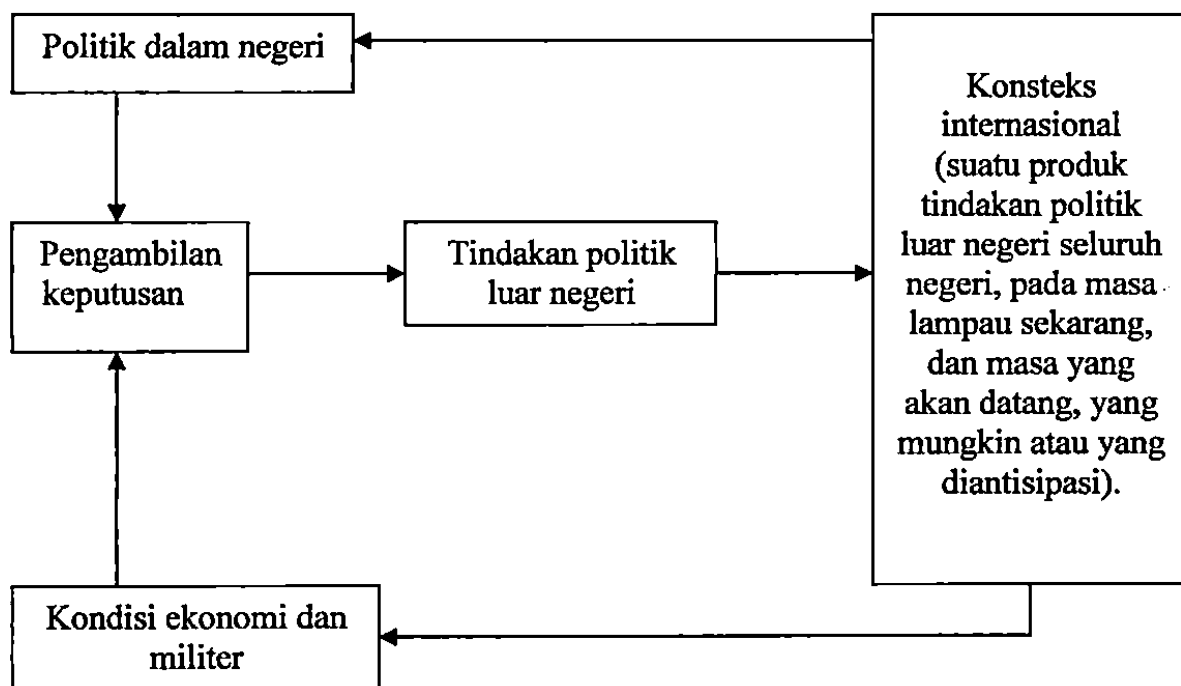 Politik dalam negeri
Pengambilan
keputusan
Tindakan politik
luar negeri
Konsteks
internasional
(suatu produk
tindakan politik
luar negeri seluruh
negeri, pada masa
lampau sekarang,
dan masa yang
akan datang, yang
mungkin atau yang
diantisipasi).
Kondisi ekonomi dan
militer